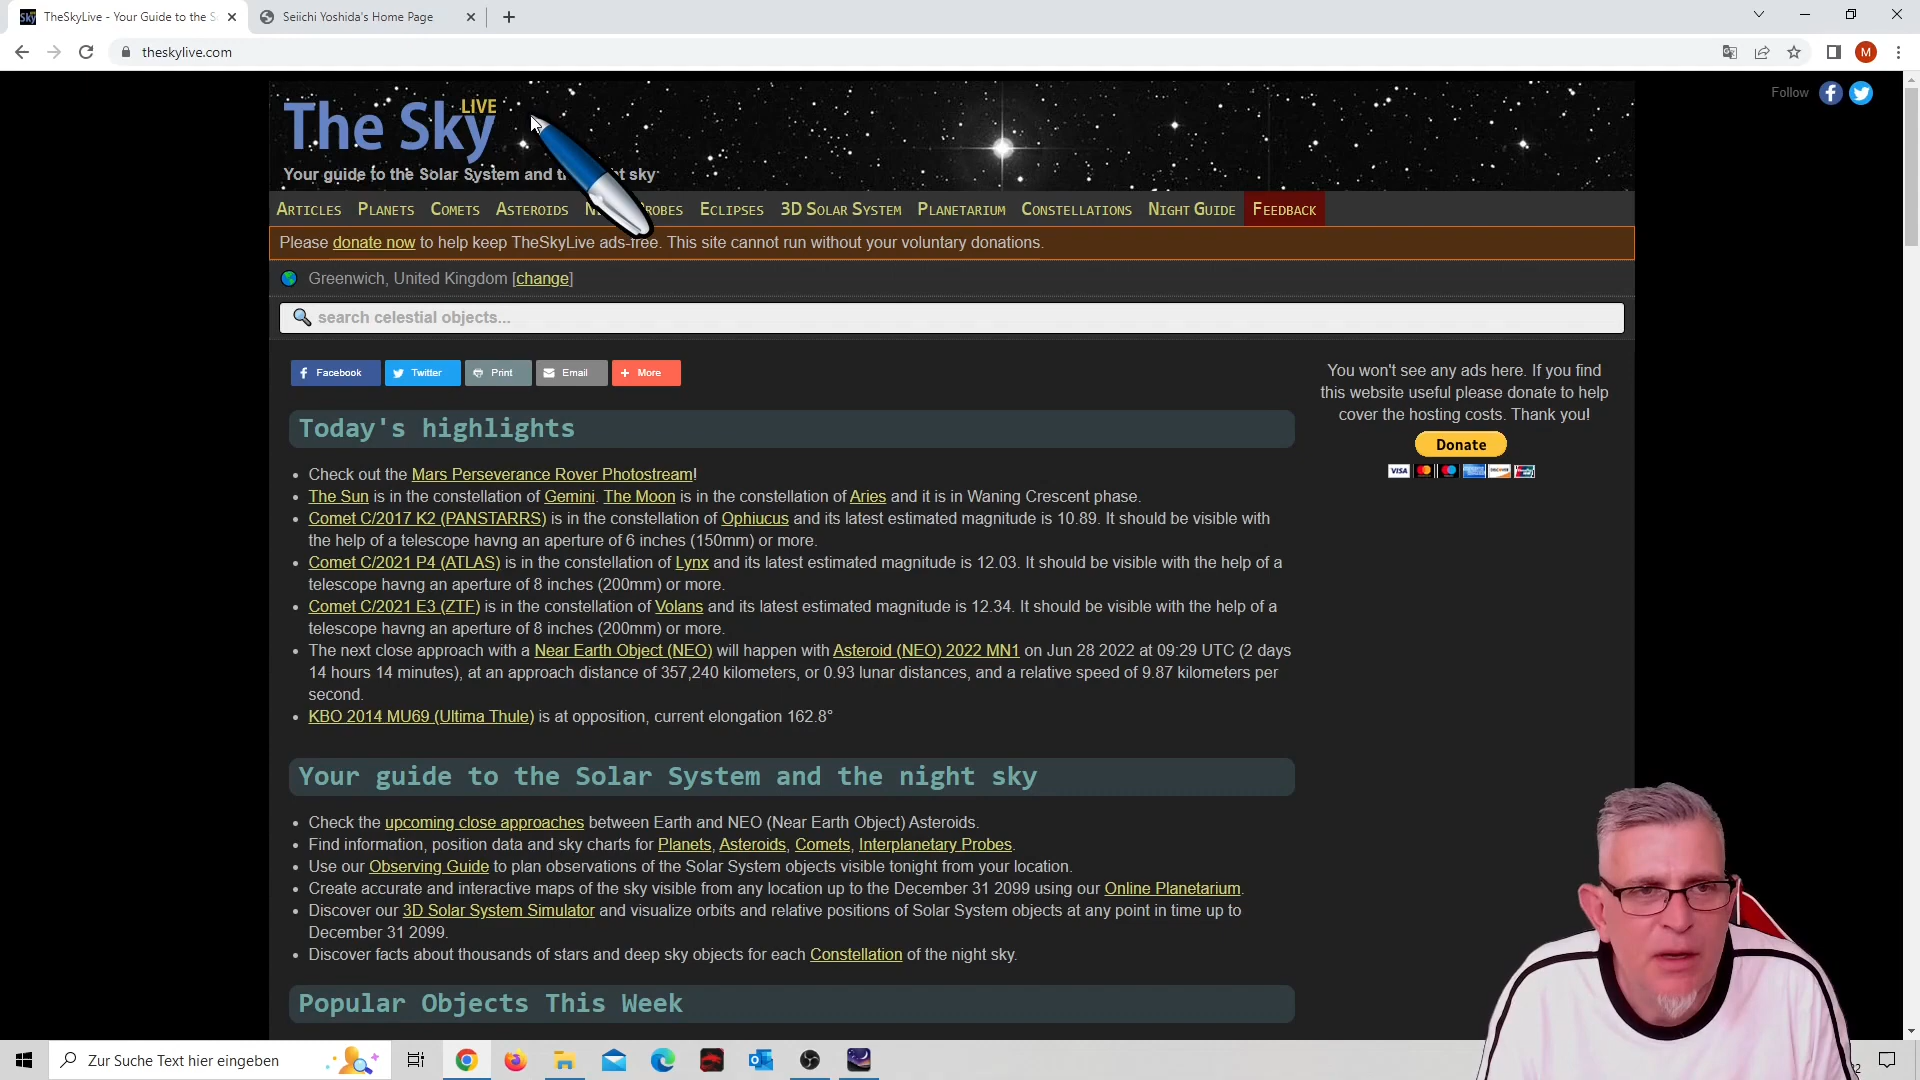 TheSkyLive - Your Guide to the S
Seiichi Yoshida's Home Page
theskylive.com
M
The Sky LIVE
Your guide to the Solar System and t ht sky
Follow
ARTICLES PLANETS COMETS ASTEROIDS ROBES ECLIPSES 3D SOLAR SYSTEM PLANETARIUM CONSTELLATIONS NIGHT GUIDE FEEDBACK
Please donate now to help keep TheSkyLive ads-free. This site cannot run without your voluntary donations.
Greenwich, United Kingdom [change]
search celestial objects...
Facebook Twitter Print Email More
You won't see any ads here. If you find
this website useful please donate to help
cover the hosting costs. Thank you!
Donate
VISA
Today's highlights
Check out the Mars Perseverance Rover Photostream!
The Sun is in the constellation of Gemini. The Moon is in the constellation of Aries and it is in Waning Crescent phase.
Comet C/2017 K2 (PANSTARRS) is in the constellation of Ophiucus and its latest estimated magnitude is 10.89. It should be visible with
the help of a telescope havng an aperture of 6 inches (150mm) or more.
Comet C/2021 P4 (ATLAS) is in the constellation of Lynx and its latest estimated magnitude is 12.03. It should be visible with the help of a
telescope havng an aperture of 8 inches (200mm) or more.
Comet C/2021 E3 (ZTF) is in the constellation of Volans and its latest estimated magnitude is 12.34. It should be visible with the help of a
telescope havng an aperture of 8 inches (200mm) or more.
The next close approach with a Near Earth Object (NEO) will happen with Asteroid (NEO) 2022 MN1 on Jun 28 2022 at 09:29 UTC (2 days
14 hours 14 minutes), at an approach distance of 357,240 kilometers, or 0.93 lunar distances, and a relative speed of 9.87 kilometers per
second.
KBO 2014 MU69 (Ultima Thule) is at opposition, current elongation 162.8°
Your guide to the Solar System and the night sky
Check the upcoming close approaches between Earth and NEO (Near Earth Object) Asteroids.
Find information, position data and sky charts for Planets, Asteroids, Comets, Interplanetary Probes.
Use our Observing Guide to plan observations of the Solar System objects visible tonight from your location.
Create accurate and interactive maps of the sky visible from any location up to the December 31 2099 using our Online Planetarium.
Discover our 3D Solar System Simulator and visualize orbits and relative positions of Solar System objects at any point in time up to
December 31 2099.
Discover facts about thousands of stars and deep sky objects for each Constellation of the night sky.
Popular Objects This Week
Zur Suche Text hier eingeben